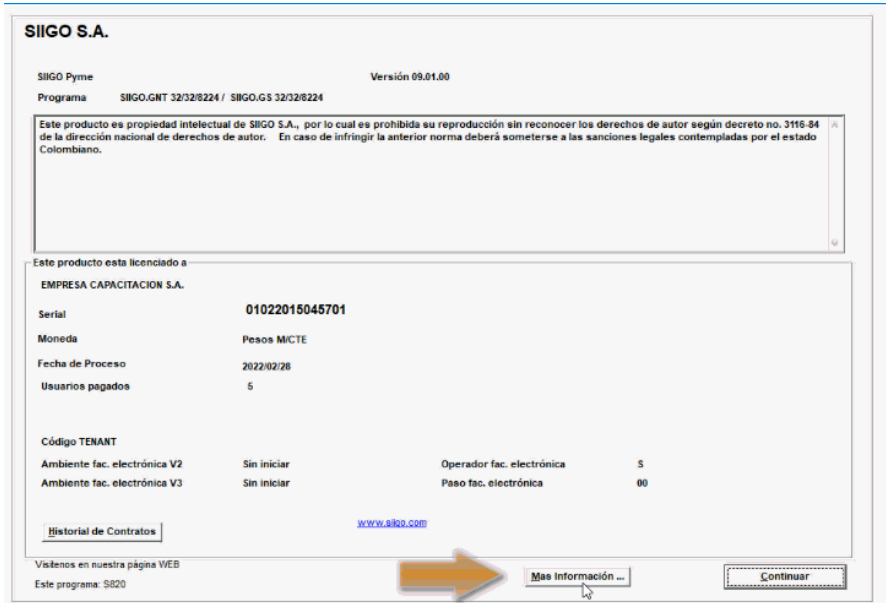 SIIGO S.A.
SIIGO Pyme Versión 09.01.00
Programa SIIGO.GNT 32/32/8224 / SIIGO.GS 32/32/8224
Este producto es propiedad intelectual de SIIGO S.A., por lo cual es prohibida su reproducción sin reconocer los derechos de autor según decreto no. 3116-84
de la dirección nacional de derechos de autor. En caso de infringir la anterior norma deberá someterse a las sanciones legales contempladas por el estado
Colombiano.
Este producto esta licenciado a
EMPRESA CAPACITACION S.A.
Serial 01022015045701
Moneda Pesos M/CTE
Fecha de Proceso 2022/02/28
Usuarios pagados 5
Código TENANT
Ambiente fac. electrónica V2 Sin iniciar Operador fac. electrónica S
Ambiente fac. electrónica V3 Sin iniciar Paso fac. electrónica 00
Historial de Contratos www.siigo.com
Visitenos en nuestra página WEB
Este programa: S820 Mas Información ... Continuar